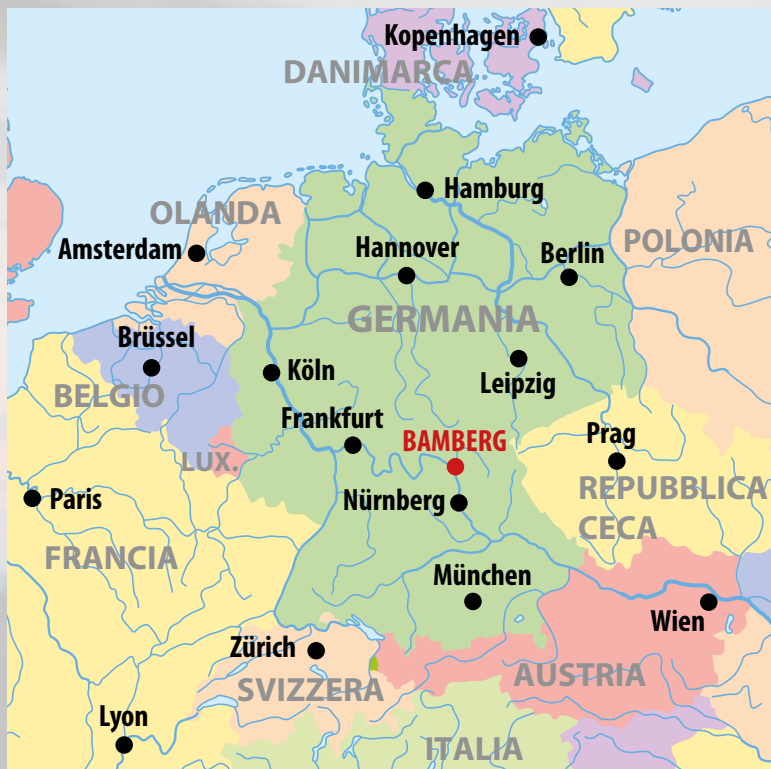 Kopenhagen
DANIMARCA
Hamburg
OLANDA
Amsterdam
Hannover
Berlin
POLONIA
GERMANIA
Brüssel
Köln
Leipzig
BELGIO
Frankfurt
BAMBERG
Prag
LUX.
Paris
Nürnberg
REPUBBLICA
CECA
FRANCIA
München
Wien
Zürich
SVIZZERA
AUSTRIA
Lyon
ITALIA